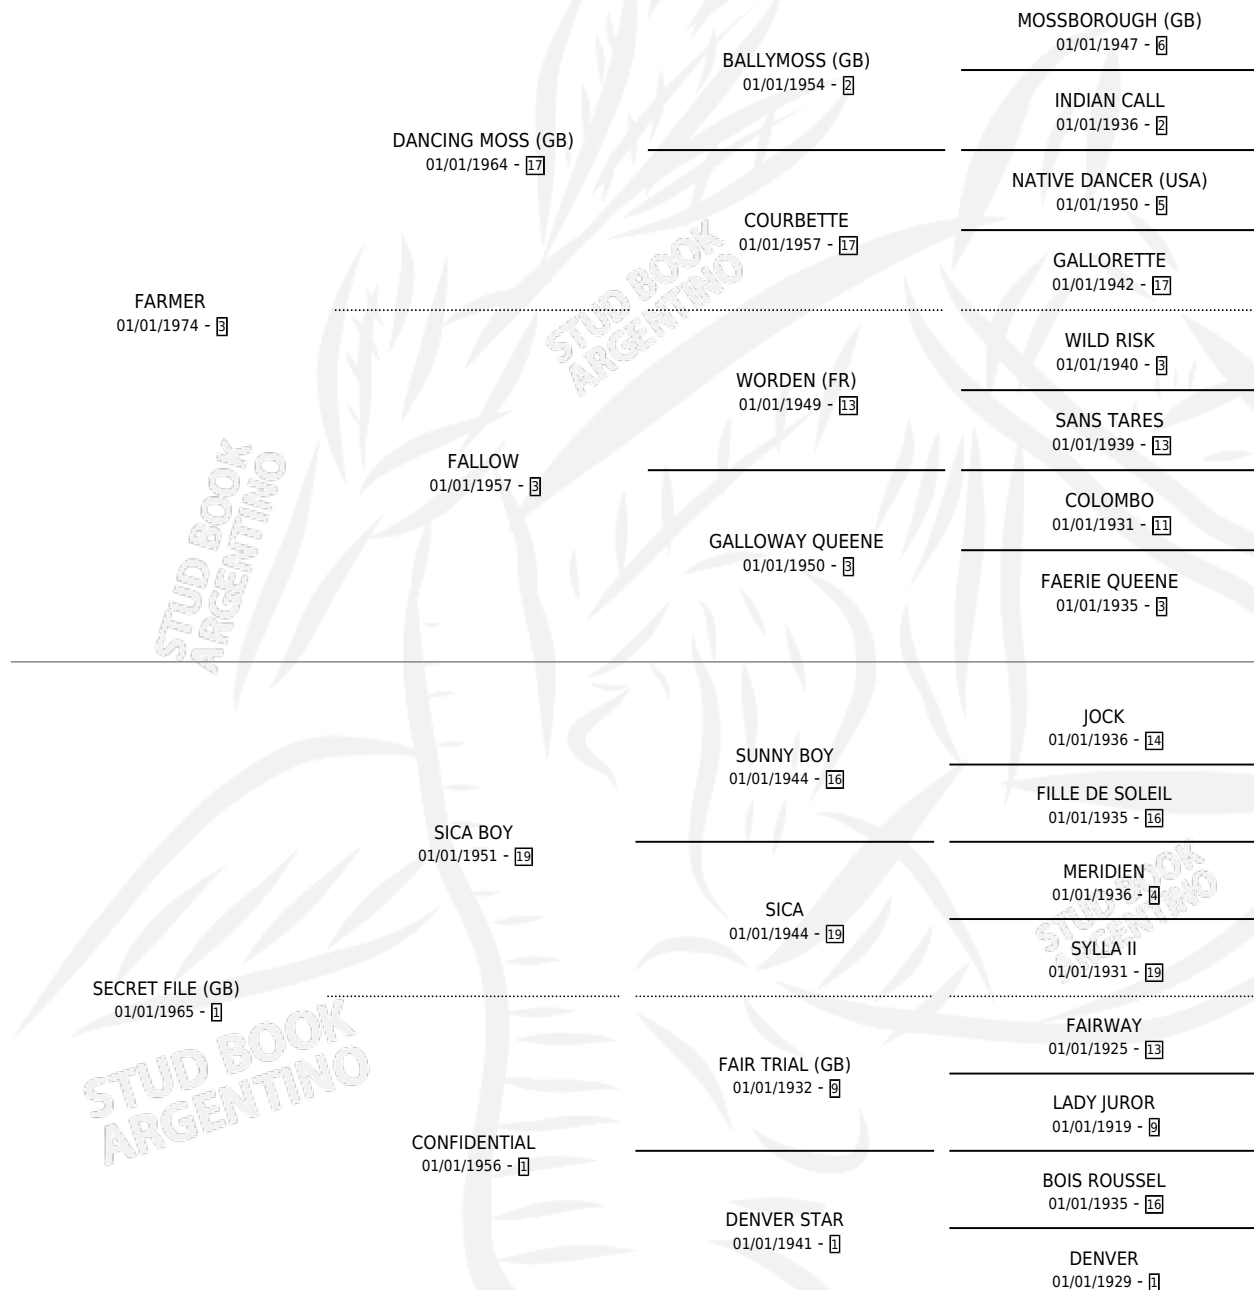 MOSSBOROUGH (GB)
01/01/1947 - 6
BALLYMOSS (GB)
01/01/1954 - 2
INDIAN CALL
01/01/1936 - 2
DANCING MOSS (GB)
01/01/1964 - 17
NATIVE DANCER (USA)
01/01/1950 - 5
COURBETTE
01/01/1957 - 17
GALLORETTE
01/01/1942 - 17
FARMER
01/01/1974 - 3
WILD RISK
01/01/1940 - 3
WORDEN (FR)
01/01/1949 - 13
SANS TARES
01/01/1939 - 13
FALLOW
01/01/1957 - 3
COLOMBO
01/01/1931 - 11
GALLOWAY QUEENE
01/01/1950 - 3
FAERIE QUEENE
01/01/1935 - 3
JOCK
01/01/1936 - 14
SUNNY BOY
01/01/1944 - 16
FILLE DE SOLEIL
01/01/1935 - 16
SICA BOY
01/01/1951 - 19
MERIDIEN
01/01/1936 - 4
SICA
01/01/1944 - 19
SYLLA II
01/01/1931 - 19
SECRET FILE (GB)
01/01/1965 - 1
FAIRWAY
01/01/1925 - 13
FAIR TRIAL (GB)
01/01/1932 - 9
LADY JUROR
01/01/1919 - 9
CONFIDENTIAL
01/01/1956 - 1
BOIS ROUSSEL
01/01/1935 - 16
DENVER STAR
01/01/1941 - 1
DENVER
01/01/1929 - 1
STUD BOOK
ARGENTINO
STUD BOOK
ARGENTINO
STUD BOOK
ARGENTINO
STUD BOOK
ARGENTINO